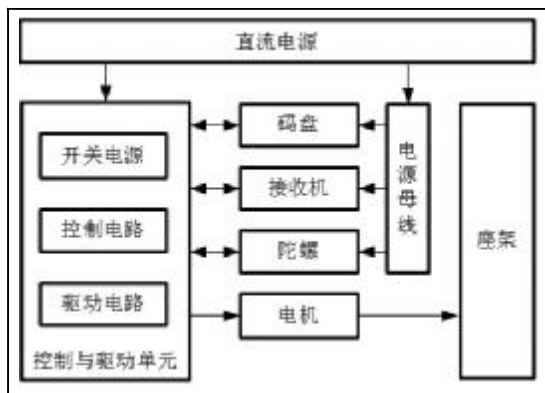 直流电源
开关电源
控制电路
驱动电路
控制与驱动单元
码盘
接收机
陀螺
电机
电源母线
座架